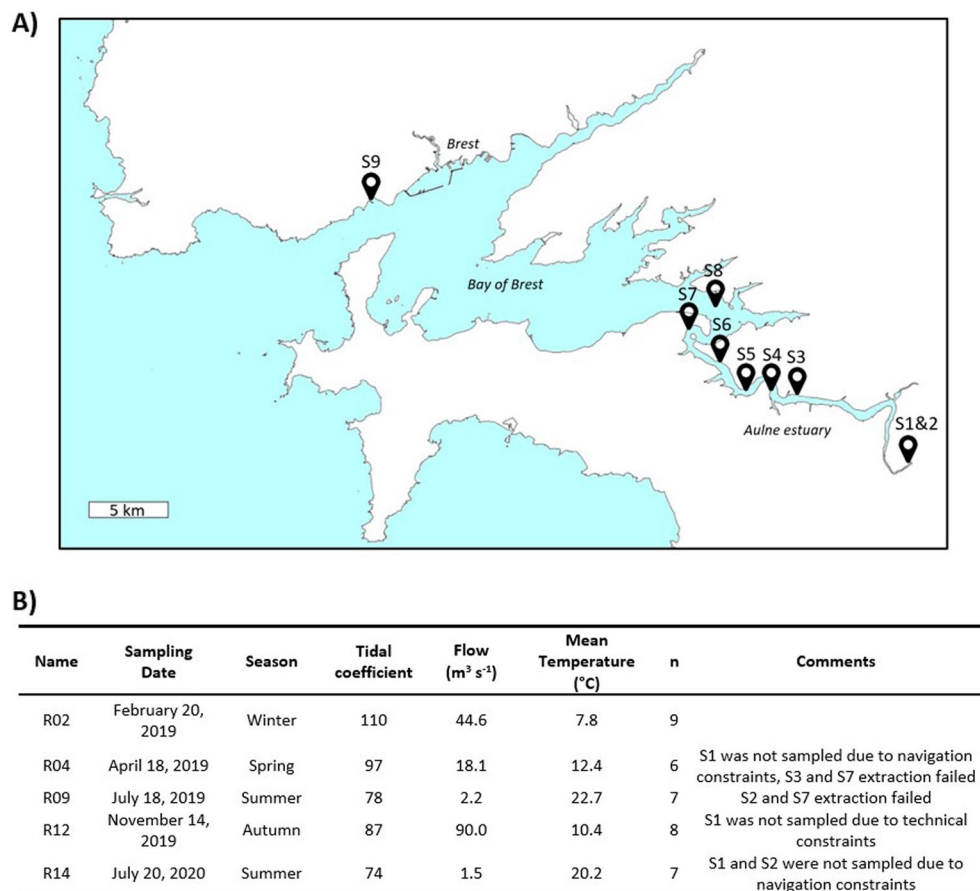 A)
Brest
S9
Bay of Brest
S8
S7
S6
S5 S4 S3
Aulne estuary
S1&2
5 km
B)
Name Sampling Date Season Tidal coefficient Flow (m³ s⁻¹) Mean Temperature (°C) n Comments
R02 February 20, 2019 Winter 110 44.6 7.8 9
R04 April 18, 2019 Spring 97 18.1 12.4 6 S1 was not sampled due to navigation constraints, S3 and S7 extraction failed
R09 July 18, 2019 Summer 78 2.2 22.7 7 S2 and S7 extraction failed
R12 November 14, 2019 Autumn 87 90.0 10.4 8 S1 was not sampled due to technical constraints
R14 July 20, 2020 Summer 74 1.5 20.2 7 S1 and S2 were not sampled due to navigation constraints